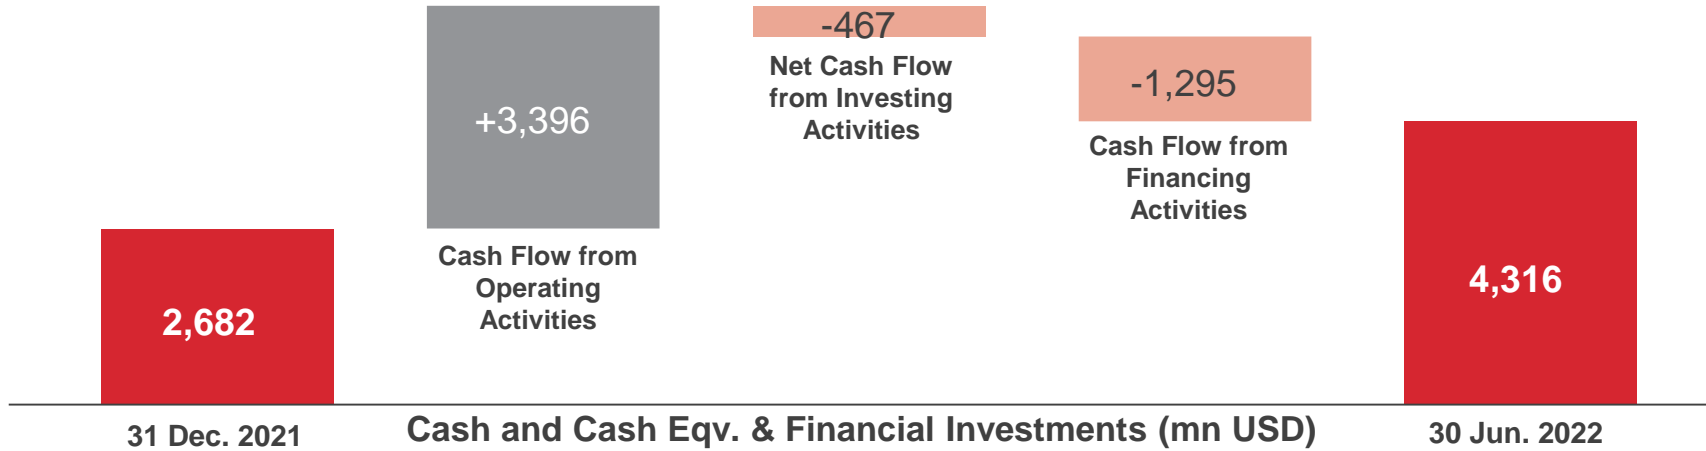 2,682
31 Dec. 2021
+3,396
Cash Flow from
Operating
Activities
-467
Net Cash Flow
from Investing
Activities
-1,295
Cash Flow from
Financing
Activities
4,316
30 Jun. 2022
Cash and Cash Eqv. & Financial Investments (mn USD)